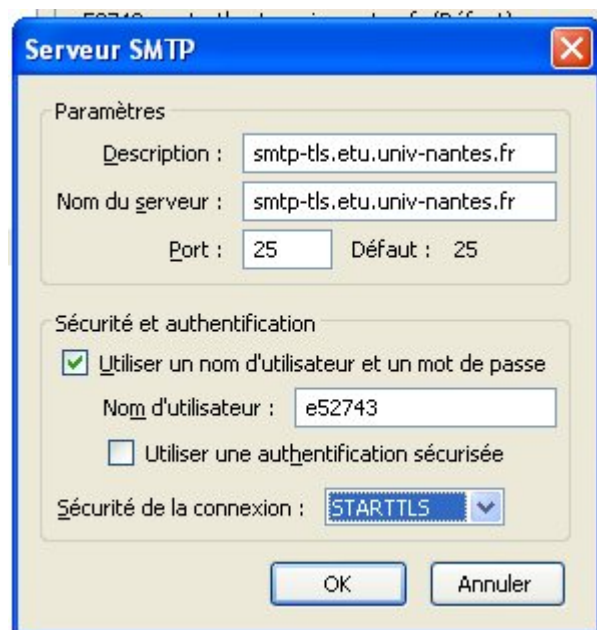 Serveur SMTP
Paramètres
Description : smtp-tls.etu.univ-nantes.fr
Nom du serveur : smtp-tls.etu.univ-nantes.fr
Port : 25 Défaut : 25
Sécurité et authentification
Utiliser un nom d'utilisateur et un mot de passe
Nom d'utilisateur : e52743
Utiliser une authentification sécurisée
Sécurité de la connexion : STARTTLS
OK Annuler